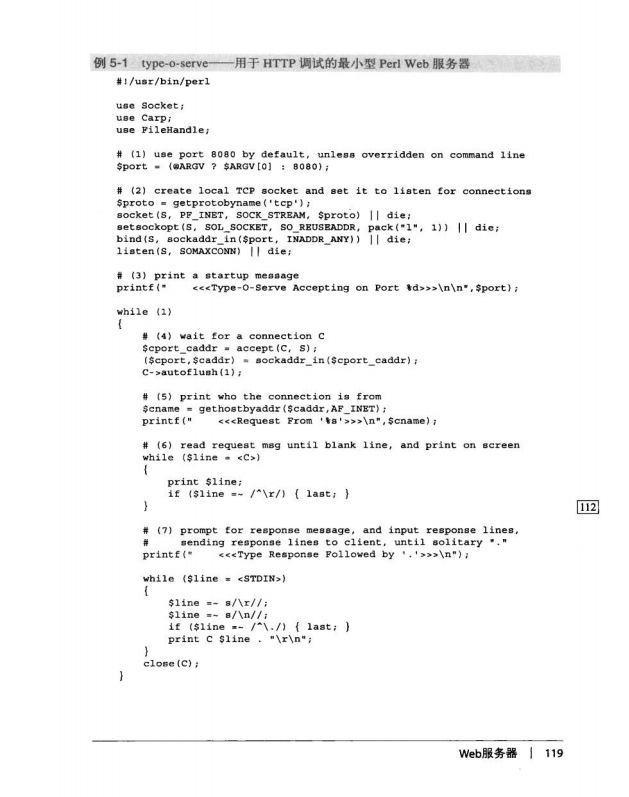 例 5-1 type-o-serve——用于 HTTP 调试的最小型 Perl Web 服务器
#!/usr/bin/perl
use Socket;
use Carp;
use FileHandle;
# (1) use port 8080 by default, unless overridden on command line
$port = (@ARGV ? $ARGV[0] : 8080);
# (2) create local TCP socket and set it to listen for connections
$proto = getprotobyname('tcp');
socket(S, PF_INET, SOCK_STREAM, $proto) || die;
setsockopt(S, SOL_SOCKET, SO_REUSEADDR, pack("l", 1)) || die;
bind(S, sockaddr_in($port, INADDR_ANY)) || die;
listen(S, SOMAXCONN) || die;
# (3) print a startup message
printf("    <<<Type-O-Serve Accepting on Port %d>>>\n\n",$port);
while (1)
{
    # (4) wait for a connection C
    $cport_caddr = accept(C, S);
    ($cport,$caddr) = sockaddr_in($cport_caddr);
    C->autoflush(1);
    # (5) print who the connection is from
    $cname = gethostbyaddr($caddr,AF_INET);
    printf("    <<<Request From '%s'>>>\n",$cname);
    # (6) read request msg until blank line, and print on screen
    while ($line = <C>)
    {
        print $line;
        if ($line =~ /^\r/) { last; }
    }
112
    # (7) prompt for response message, and input response lines,
    #     sending response lines to client, until solitary "."
    printf("    <<<Type Response Followed by '.'>>>\n");
    while ($line = <STDIN>)
    {
        $line =~ s/\r//;
        $line =~ s/\n//;
        if ($line =~ /^\./) { last; }
        print C $line . "\r\n";
    }
    close(C);
}
Web服务器 | 119